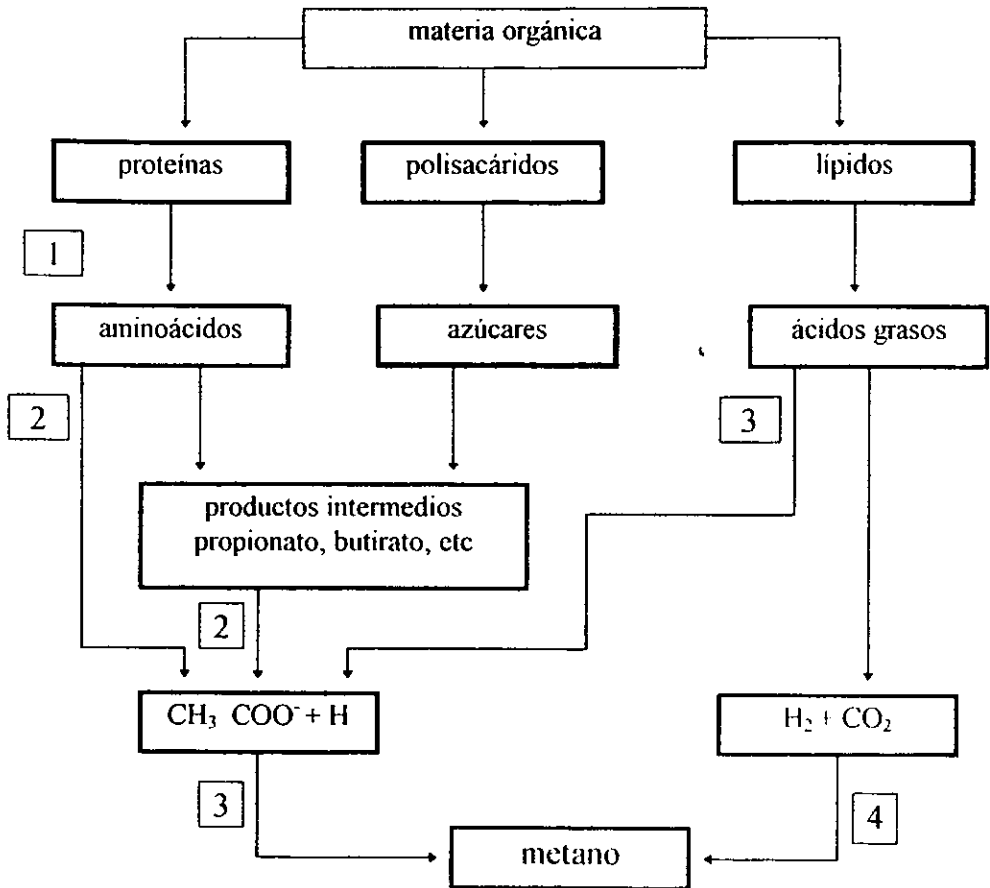 materia orgánica
proteínas
polisacáridos
lípidos
1
aminoácidos
azúcares
ácidos grasos
2
3
productos intermedios
propionato, butirato, etc
2
CH₃ COO⁻ + H
H₂ + CO₂
3
4
metano